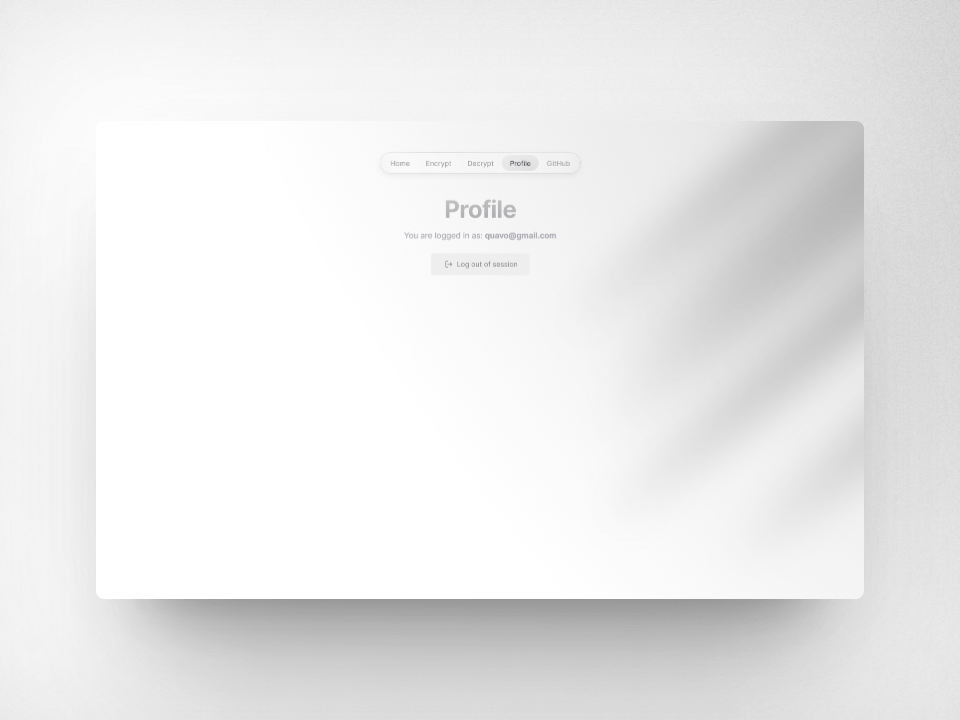 Home Encrypt Decrypt Profile GitHub
Profile
You are logged in as: quavo@gmail.com
Log out of session